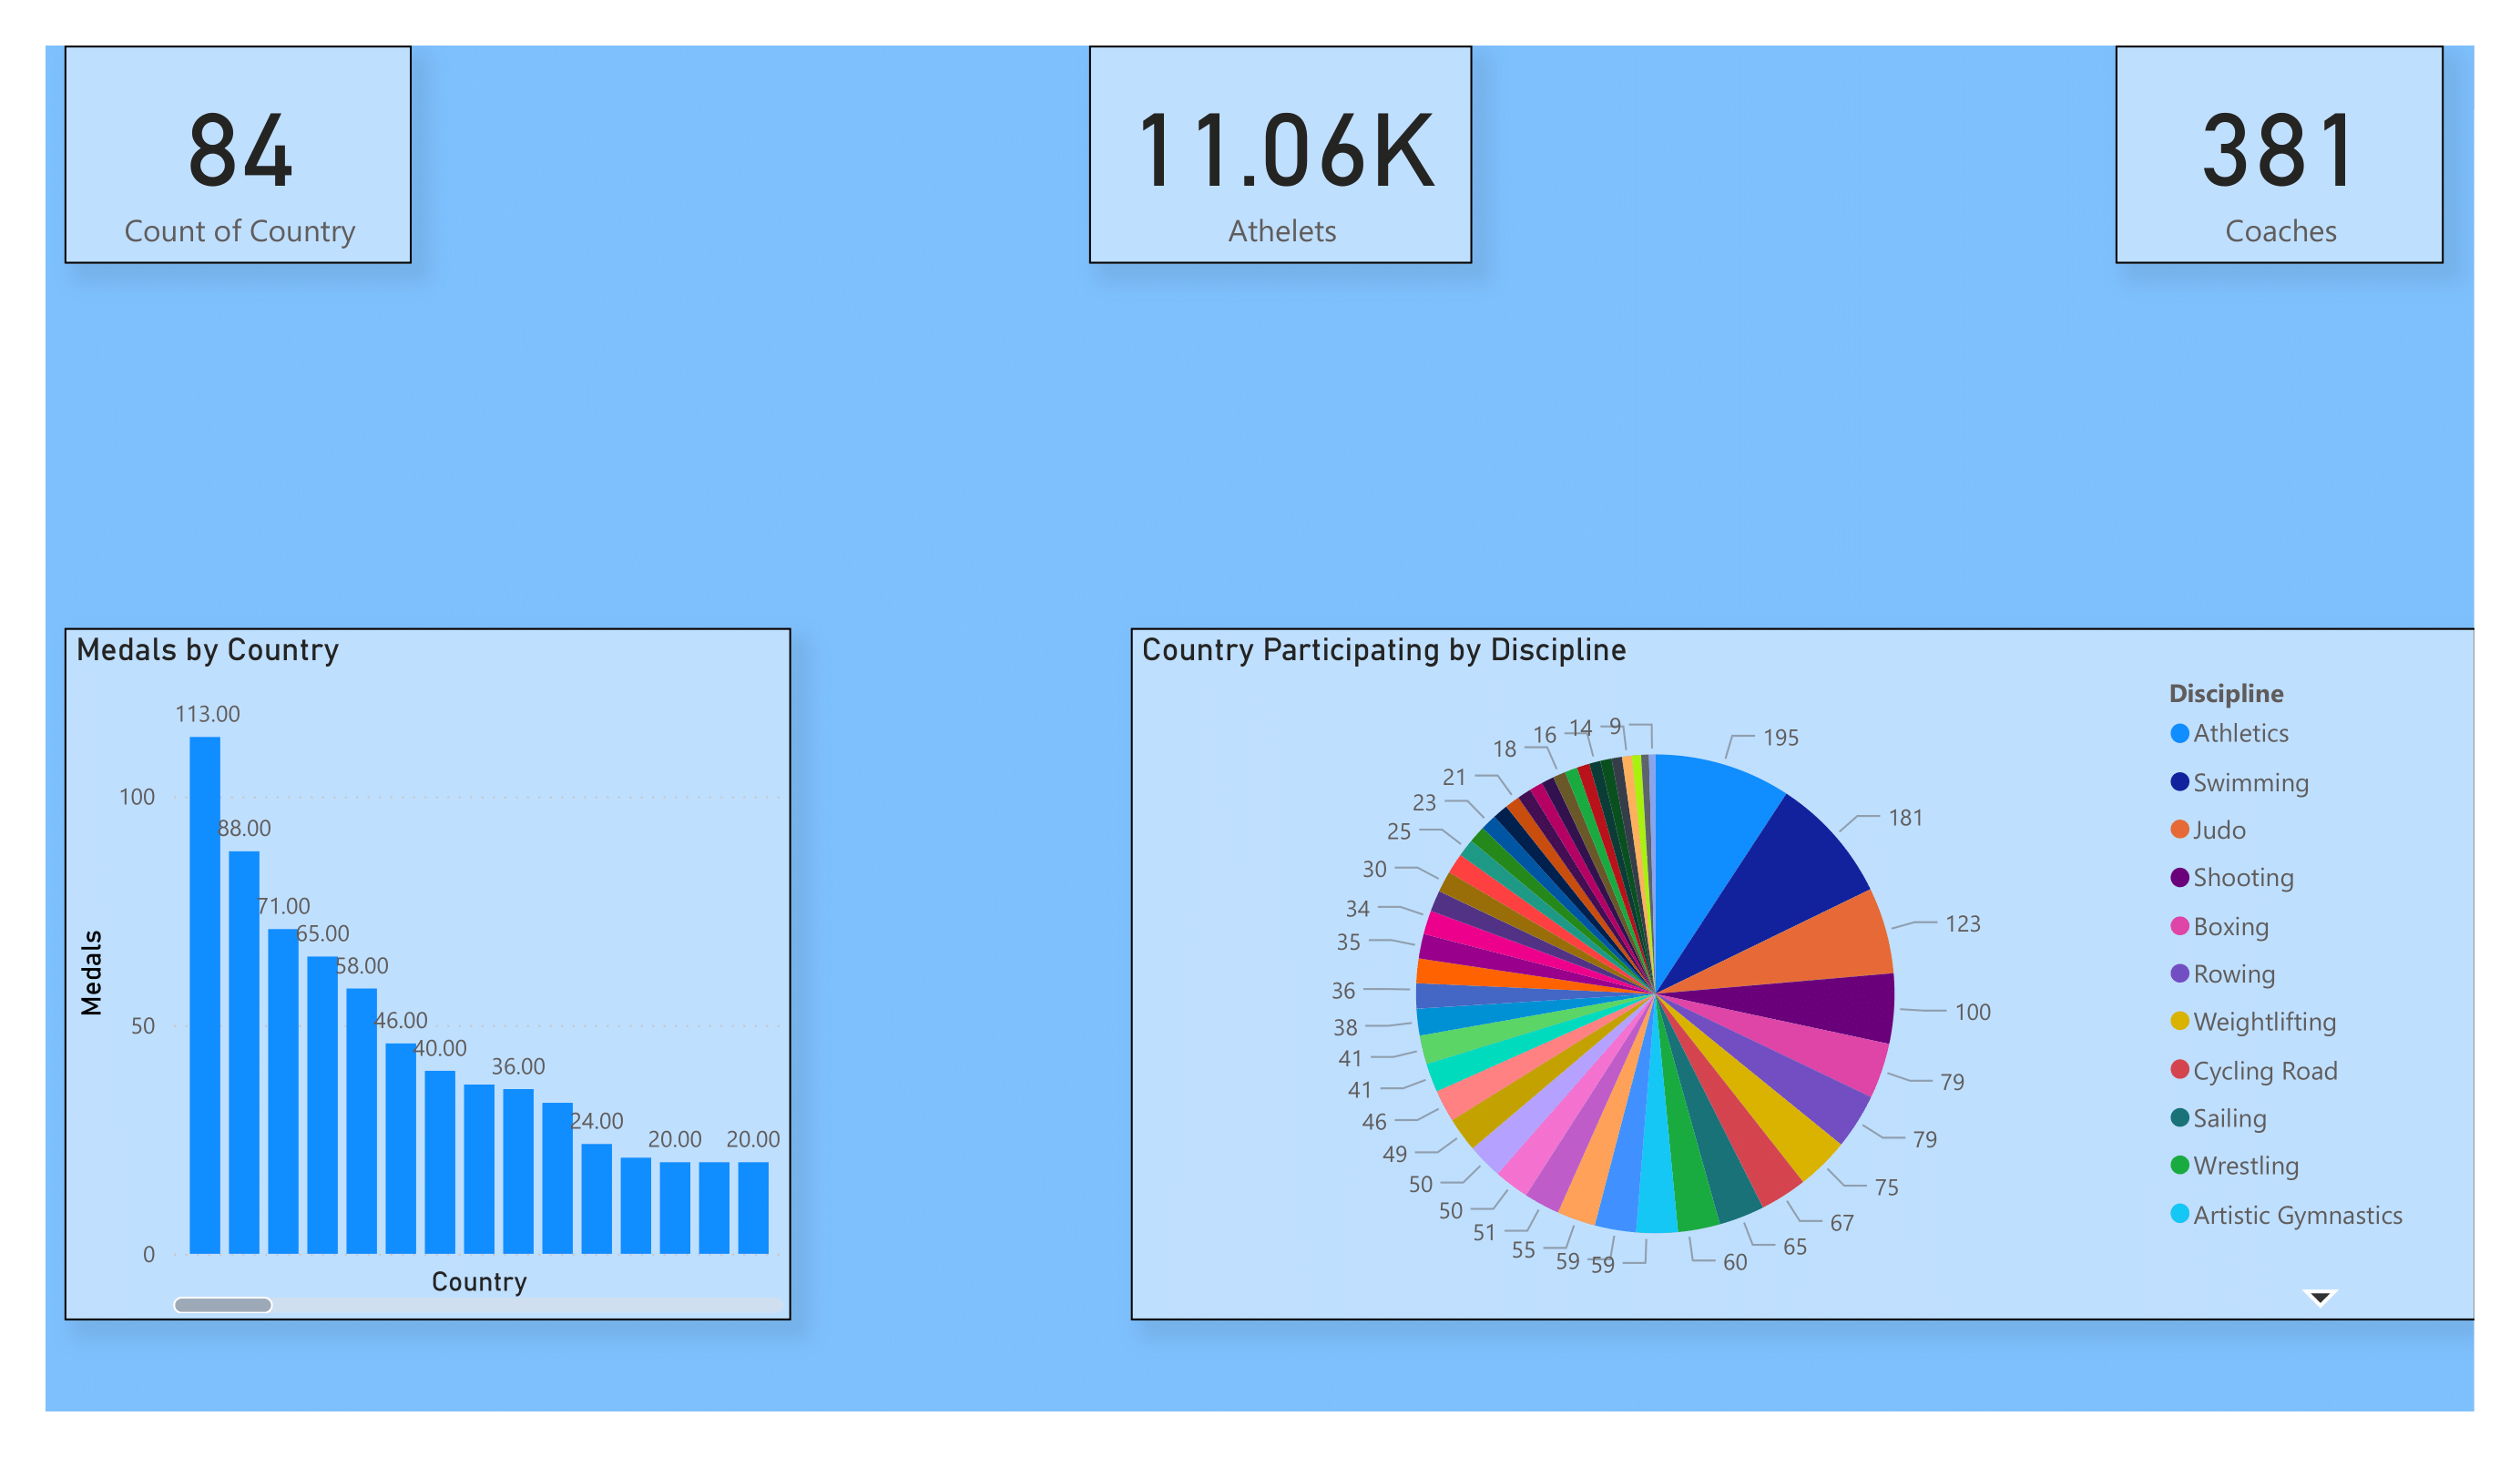 84
Count of Country
11.06K
Athelets
381
Coaches
Medals by Country
Medals
100
50
0
113.00
88.00
71.00
65.00
58.00
46.00
40.00
36.00
24.00
20.00
20.00
Country
Country Participating by Discipline
195
181
123
100
79
79
75
67
65
60
59
59
55
51
50
50
49
46
41
41
38
36
35
34
30
25
23
21
18
16
14
9
Discipline
Athletics
Swimming
Judo
Shooting
Boxing
Rowing
Weightlifting
Cycling Road
Sailing
Wrestling
Artistic Gymnastics